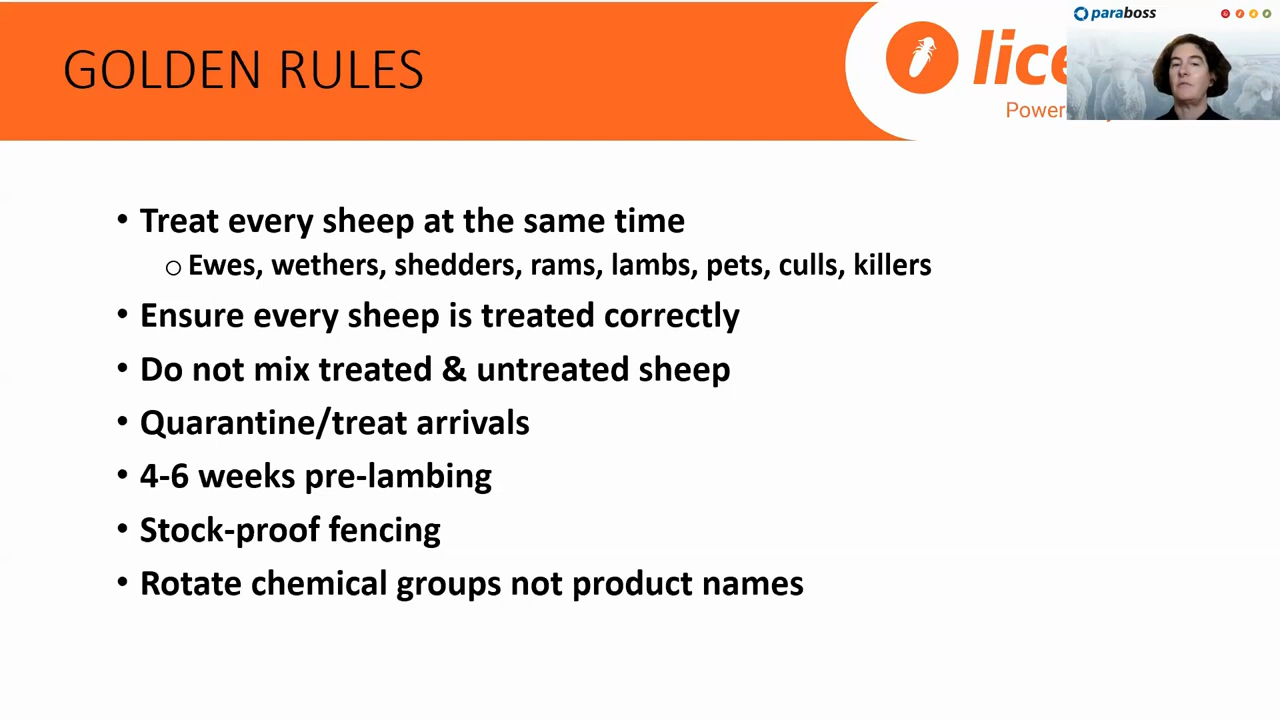 GOLDEN RULES
paraboss
• Treat every sheep at the same time
○ Ewes, wethers, shedders, rams, lambs, pets, culls, killers
• Ensure every sheep is treated correctly
• Do not mix treated & untreated sheep
• Quarantine/treat arrivals
• 4-6 weeks pre-lambing
• Stock-proof fencing
• Rotate chemical groups not product names